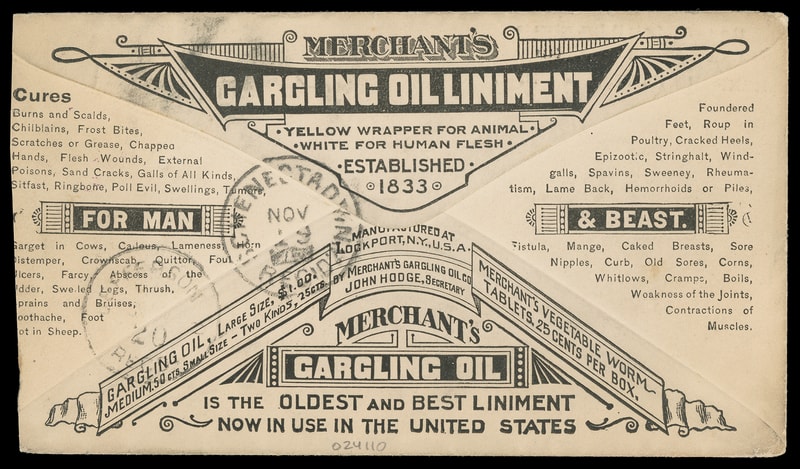 MERCHANT'S
GARGLING OIL LINIMENT
· YELLOW WRAPPER FOR ANIMAL ·
· WHITE FOR HUMAN FLESH ·
· ESTABLISHED ·
1833
Cures
Burns and Scalds,
Chilblains, Frost Bites,
Scratches or Grease, Chapped
Hands, Flesh Wounds, External
Poisons, Sand Cracks, Galls of All Kinds,
Sitfast, Ringbone, Poll Evil, Swellings, Tumors,
FOR MAN
Garget in Cows, Callous, Lameness, Horn
Distemper, Crownscab, Quittor, Foul
Ulcers, Farcy, Abscess of the
Udder, Swelled Legs, Thrush,
Sprains and Bruises,
Toothache, Foot
Rot in Sheep.
Foundered
Feet, Roup in
Poultry, Cracked Heels,
Epizootic, Stringhalt, Wind-
galls, Spavins, Sweeney, Rheuma-
tism, Lame Back, Hemorrhoids or Piles,
& BEAST.
Fistula, Mange, Caked Breasts, Sore
Nipples, Curb, Old Sores, Corns,
Whitlows, Cramps, Boils,
Weakness of the Joints,
Contractions of
Muscles.
SCHENECTADY N.Y.
NOV
REC'D
20
MANUFACTURED AT
LOCKPORT, N.Y., U.S.A.
BY MERCHANT'S GARGLING OIL CO
JOHN HODGE, SECRETARY
GARGLING OIL, LARGE SIZE, $1.00:
MEDIUM, 50 CTS. SMALL SIZE - TWO KINDS, 25 CTS.
MERCHANT'S VEGETABLE WORM
TABLETS, 25 CENTS PER BOX.
MERCHANT'S
GARGLING OIL
IS THE OLDEST AND BEST LINIMENT
NOW IN USE IN THE UNITED STATES
024110